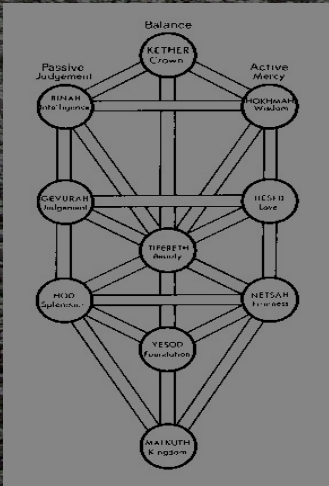 Balance
KETHER
Crown
Passive
Judgement
Active
Mercy
BINAH
Intelligence
HOKHMAH
Wisdom
GEVURAH
Judgement
HESED
Love
TIFERETH
Beauty
HOD
Splendour
NETSAH
Firmness
YESOD
Foundation
MALKUTH
Kingdom